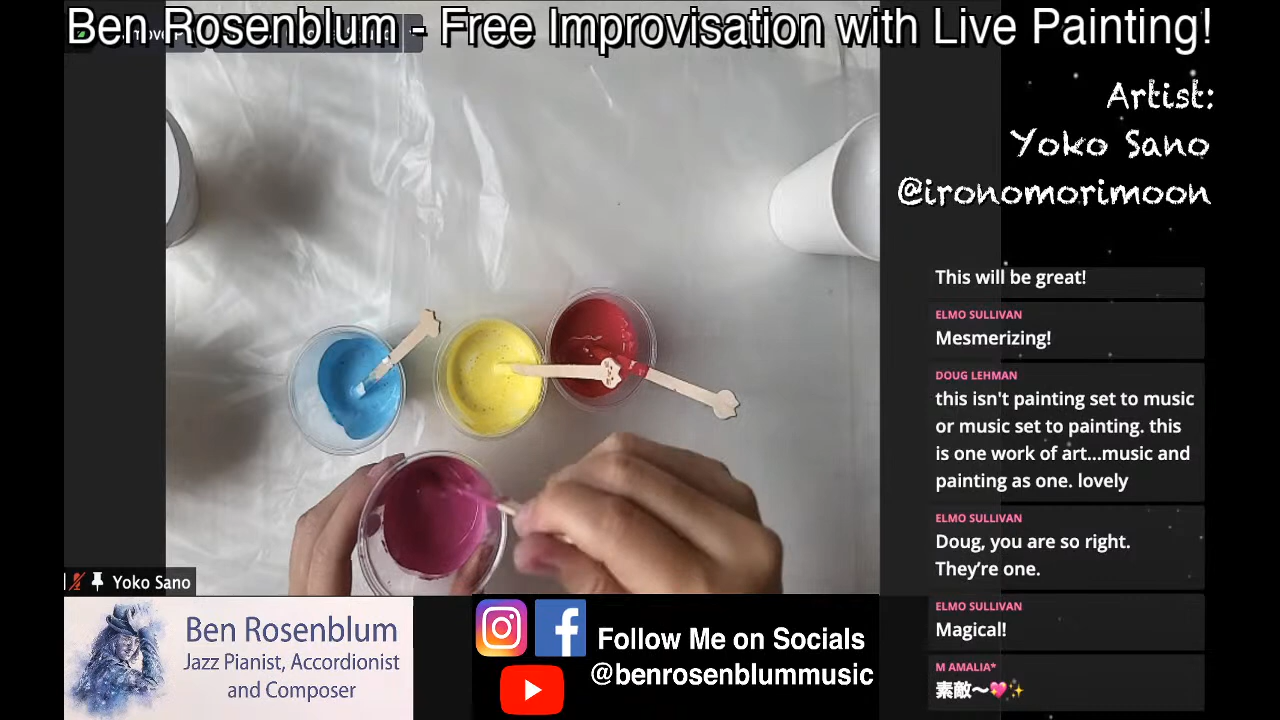 Ben Rosenblum - Free Improvisation with Live Painting!
Artist:
Yoko Sano
@ironomorimoon
This will be great!
ELMO SULLIVAN
Mesmerizing!
DOUG LEHMAN
this isn't painting set to music
or music set to painting. this
is one work of art...music and
painting as one. lovely
ELMO SULLIVAN
Doug, you are so right.
They’re one.
ELMO SULLIVAN
Magical!
M AMALIA*
素敵〜💖✨
Yoko Sano
Ben Rosenblum
Jazz Pianist, Accordionist
and Composer
Follow Me on Socials
@benrosenblummusic